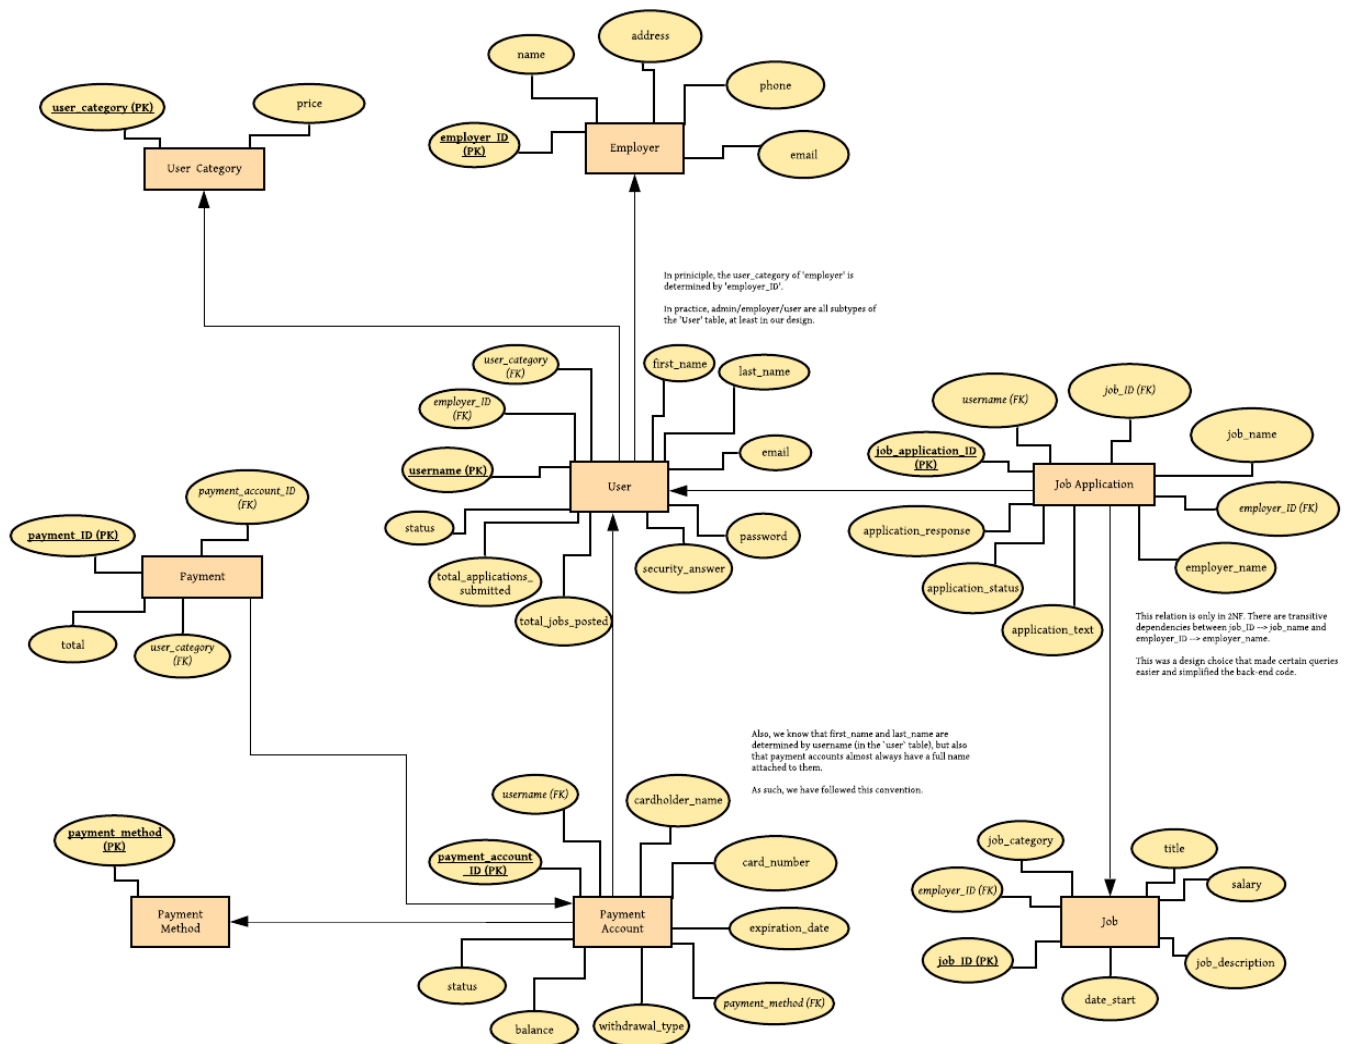 address
name
phone
user_category (PK)
price
employer_ID
(PK)
Employer
email
User Category
In priniciple, the user_category of 'employer' is
determined by 'employer_ID'.
In practice, admin/employer/user are all subtypes of
the 'User' table, at least in our design.
user_category
(FK)
first_name
last_name
employer_ID
(FK)
username (PK)
email
User
status
password
total_applications_
submitted
security_answer
total_jobs_posted
username (FK)
job_ID (FK)
job_name
job_application_ID
(PK)
Job Application
employer_ID (FK)
application_response
employer_name
application_status
application_text
This relation is only in 2NF. There are transitive
dependencies between job_ID --> job_name and
employer_ID --> employer_name.
This was a design choice that made certain queries
easier and simplified the back-end code.
payment_account_ID
(FK)
payment_ID (PK)
Payment
total
user_category
(FK)
Also, we know that first_name and last_name are
determined by username (in the `user` table), but also
that payment accounts almost always have a full name
attached to them.
As such, we have followed this convention.
payment_method
(PK)
Payment
Method
username (FK)
cardholder_name
payment_account
_ID (PK)
card_number
Payment
Account
expiration_date
status
payment_method (FK)
balance
withdrawal_type
job_category
title
employer_ID (FK)
salary
Job
job_ID (PK)
job_description
date_start